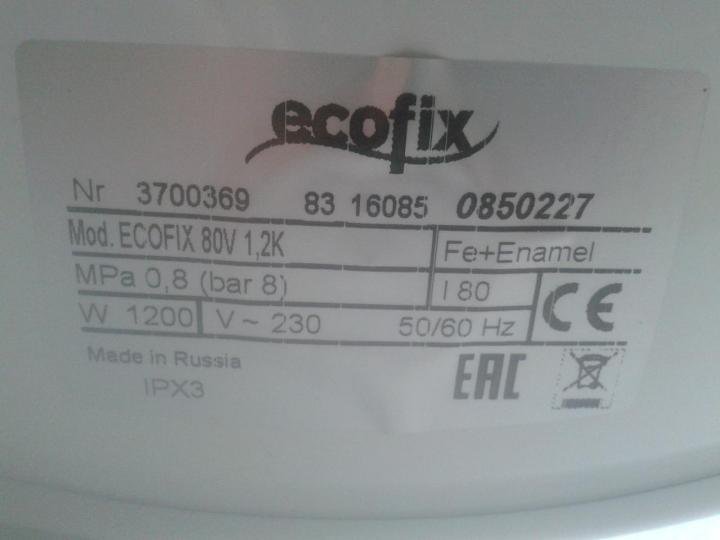 ecofix
Nr 3700369 83 16085 0850227
Mod. ECOFIX 80V 1,2K Fe+Enamel
MPa 0,8 (bar 8) l 80
W 1200 V~ 230 50/60 Hz CE
Made in Russia EAC
IPX3